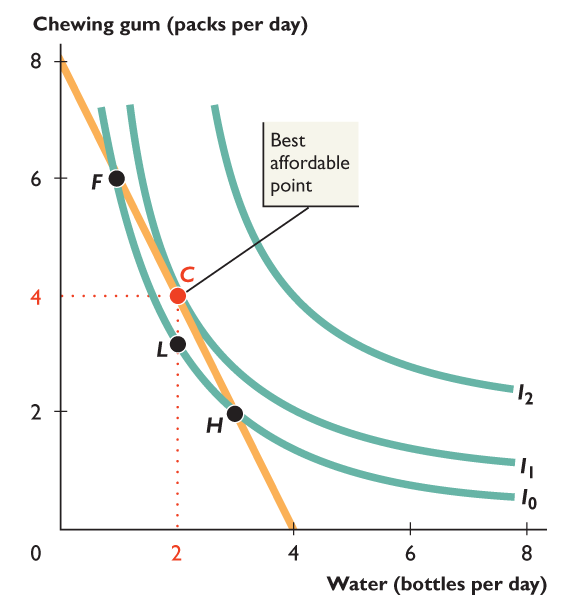 Chewing gum (packs per day)
8
Best
affordable
point
6
F
C
4
L
I2
2
H
I1
I0
0
2
4
6
8
Water (bottles per day)